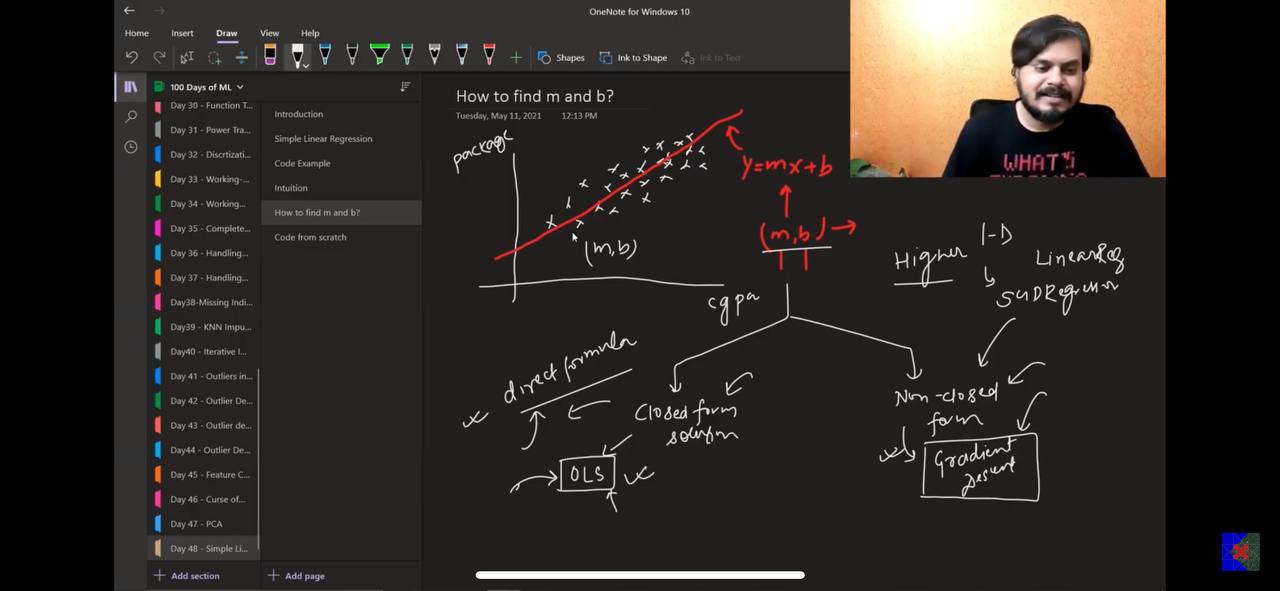 OneNote for Windows 10
Home Insert Draw View Help
Shapes Ink to Shape Ink to Text
100 Days of ML
Day 30 - Function T...
Day 31 - Power Tra...
Day 32 - Discrtizati...
Day 33 - Working-...
Day 34 - Working...
Day 35 - Complete...
Day 36 - Handling...
Day 37 - Handling...
Day38-Missing Indi...
Day39 - KNN Impu...
Day40 - Iterative I...
Day 41 - Outliers in...
Day 42 - Outlier De...
Day 43 - Outlier de...
Day44 - Outlier De...
Day 45 - Feature C...
Day 46 - Curse of...
Day 47 - PCA
Day 48 - Simple Li...
Add section
Introduction
Simple Linear Regression
Code Example
Intuition
How to find m and b?
Code from scratch
Add page
How to find m and b?
Tuesday, May 11, 2021 12:13 PM
package
y=mx+b
(m,b)
(m,b)
cgpa
Higher 1-D
LinearReg
SGDRegressor
direct formula
Closed form
solution
OLS
Non-closed
form
Gradient
Descent
WHAT'S